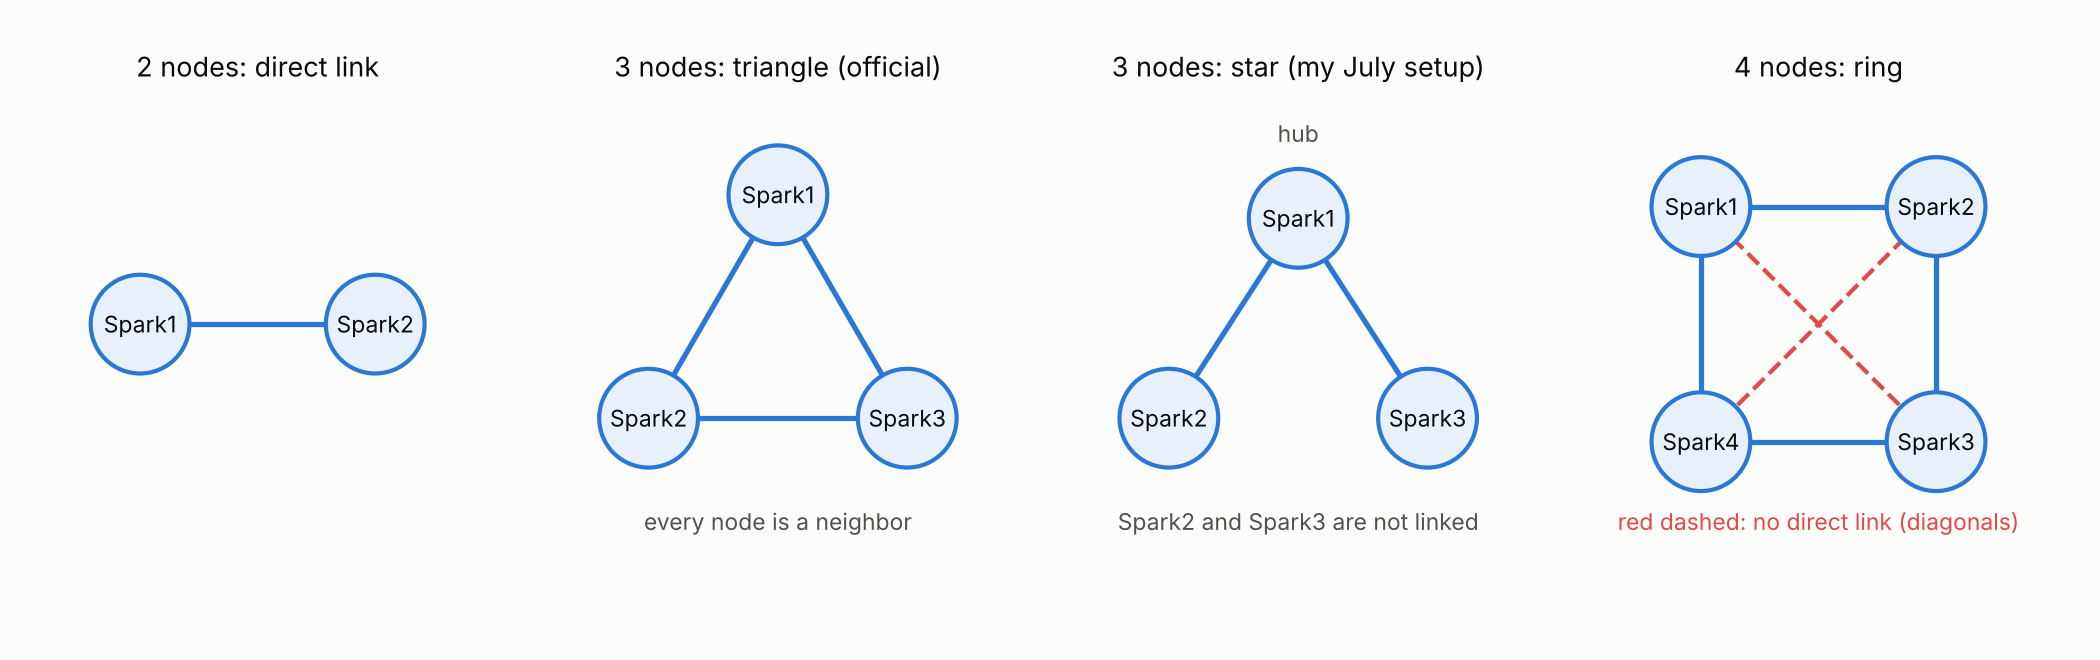 2 nodes: direct link
Spark1
Spark2
3 nodes: triangle (official)
Spark1
Spark2
Spark3
every node is a neighbor
3 nodes: star (my July setup)
hub
Spark1
Spark2
Spark3
Spark2 and Spark3 are not linked
4 nodes: ring
Spark1
Spark2
Spark4
Spark3
red dashed: no direct link (diagonals)